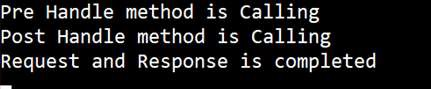 Pre Handle method is Calling
Post Handle method is Calling
Request and Response is completed